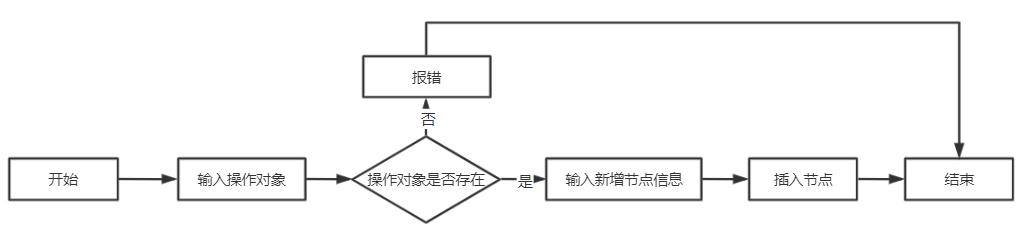 报错
否
开始
输入操作对象
操作对象是否存在
是
输入新增节点信息
插入节点
结束